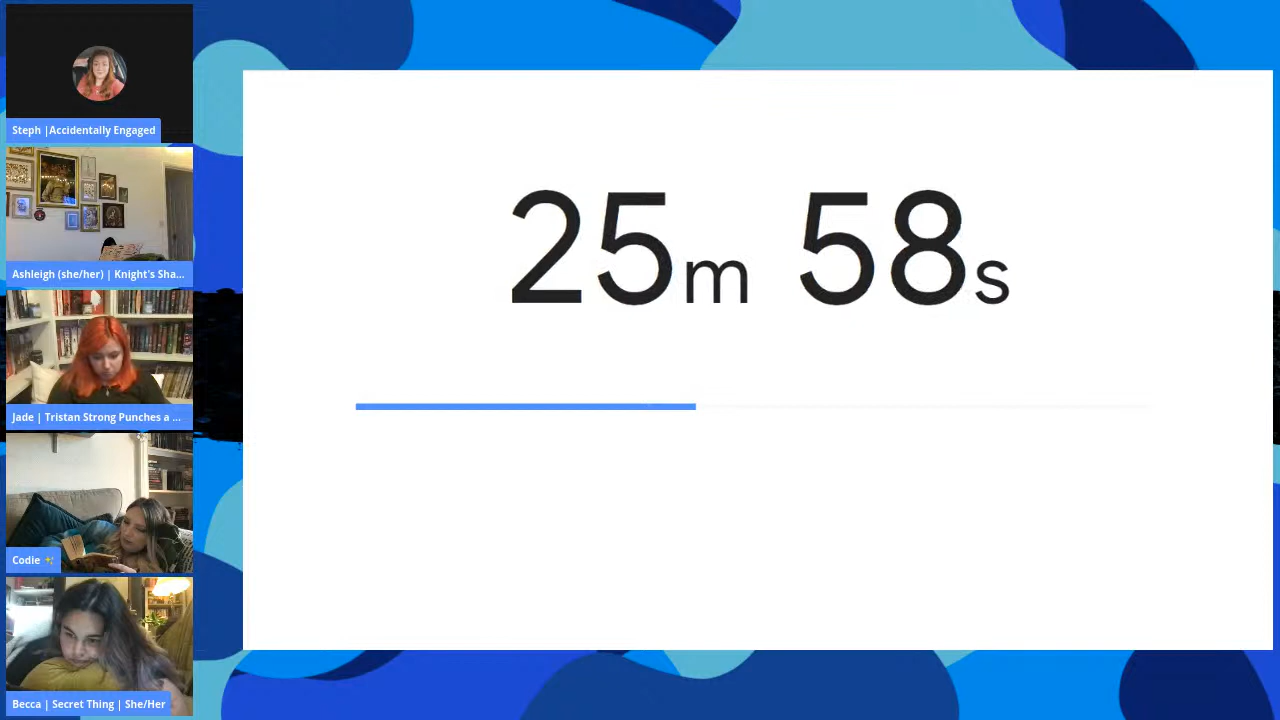 Steph |Accidentally Engaged
25m 58s
Ashleigh (she/her) | Knight's Sha...
Jade | Tristan Strong Punches a ...
Codie ✨
Becca | Secret Thing | She/Her